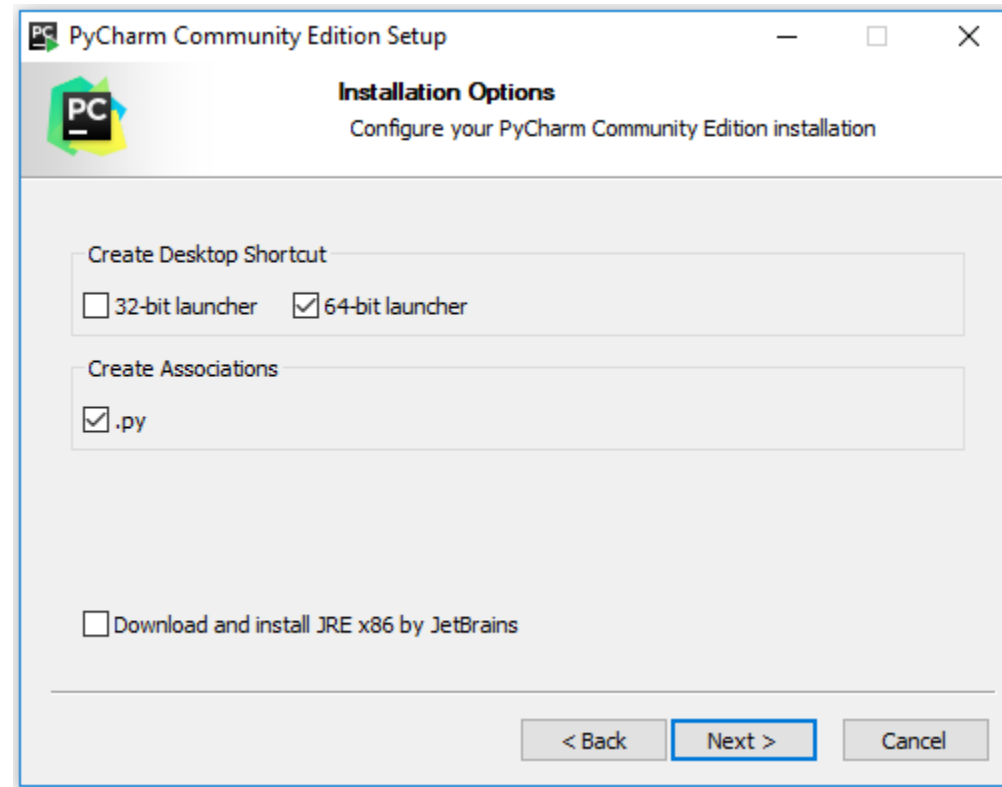 PC PyCharm Community Edition Setup
PC
Installation Options
Configure your PyCharm Community Edition installation
Create Desktop Shortcut
32-bit launcher 64-bit launcher
Create Associations
.py
Download and install JRE x86 by JetBrains
< Back Next > Cancel